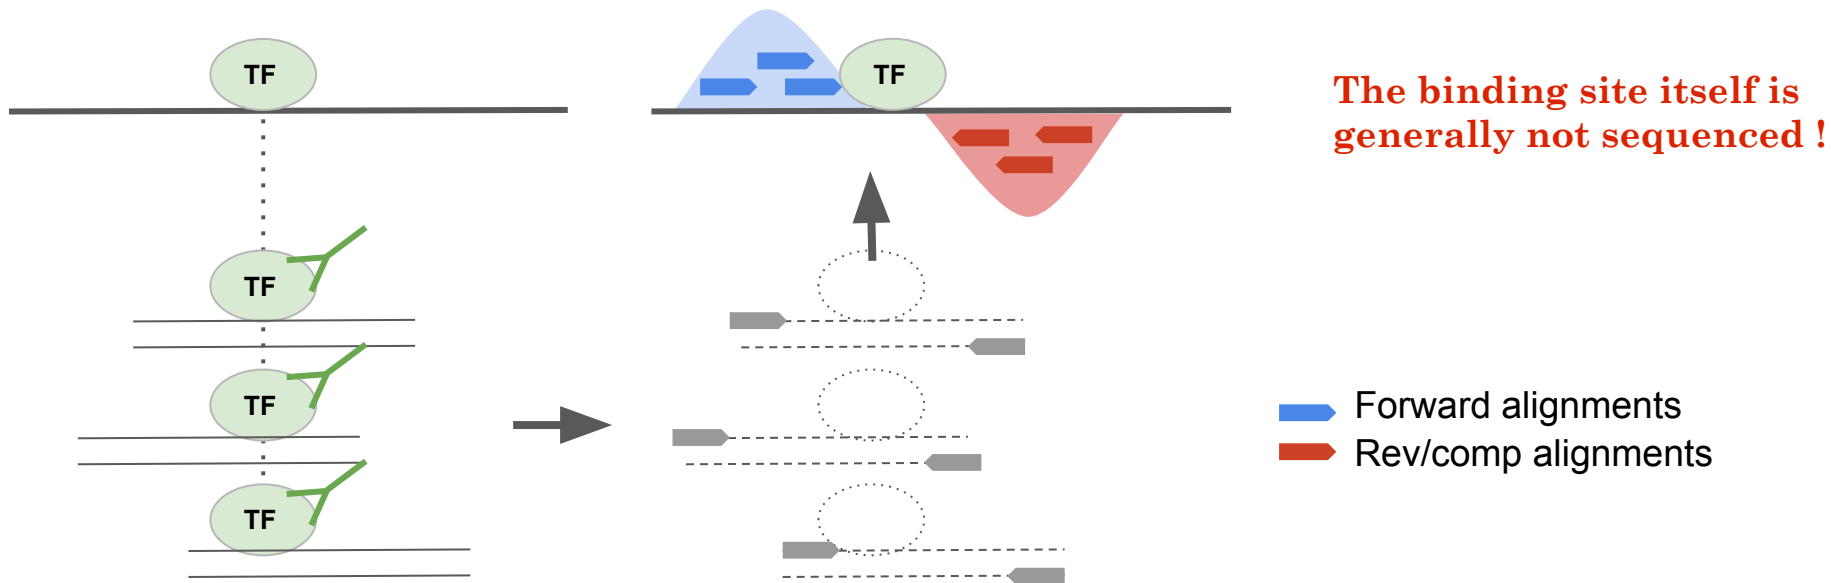 TF
TF
The binding site itself is
generally not sequenced !
TF
TF
TF
Forward alignments
Rev/comp alignments